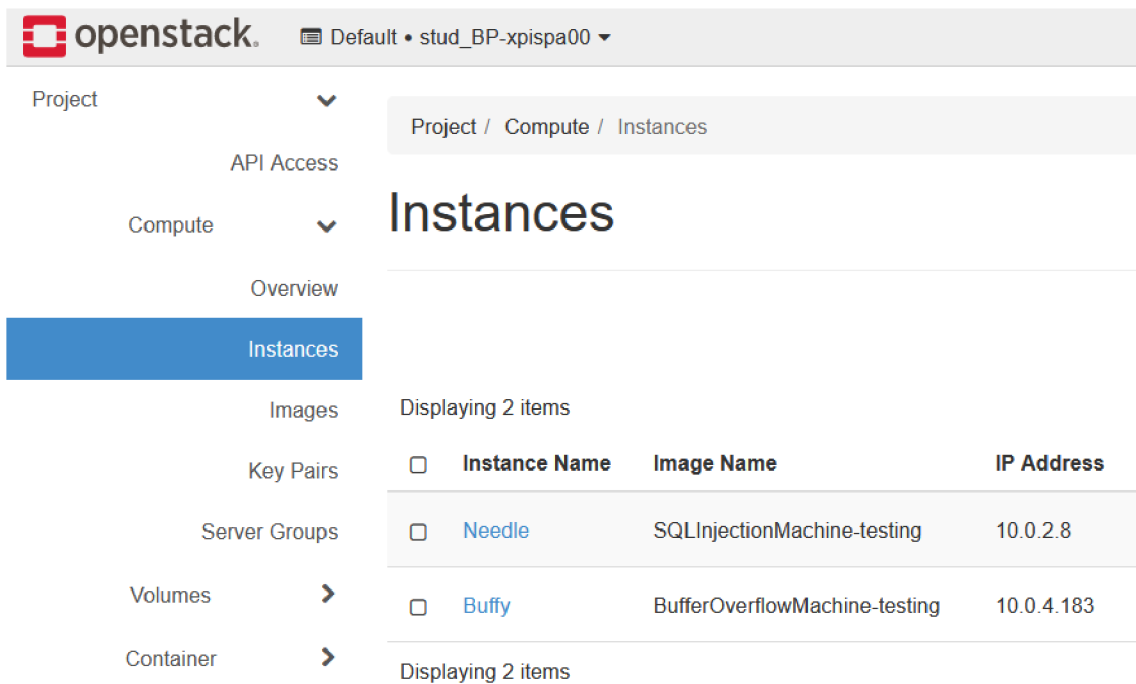 openstack. Default • stud_BP-xpispa00
Project
API Access
Compute
Overview
Instances
Images
Key Pairs
Server Groups
Volumes
Container
Project / Compute / Instances
Instances
Displaying 2 items
Instance Name Image Name IP Address
Needle SQLInjectionMachine-testing 10.0.2.8
Buffy BufferOverflowMachine-testing 10.0.4.183
Displaying 2 items